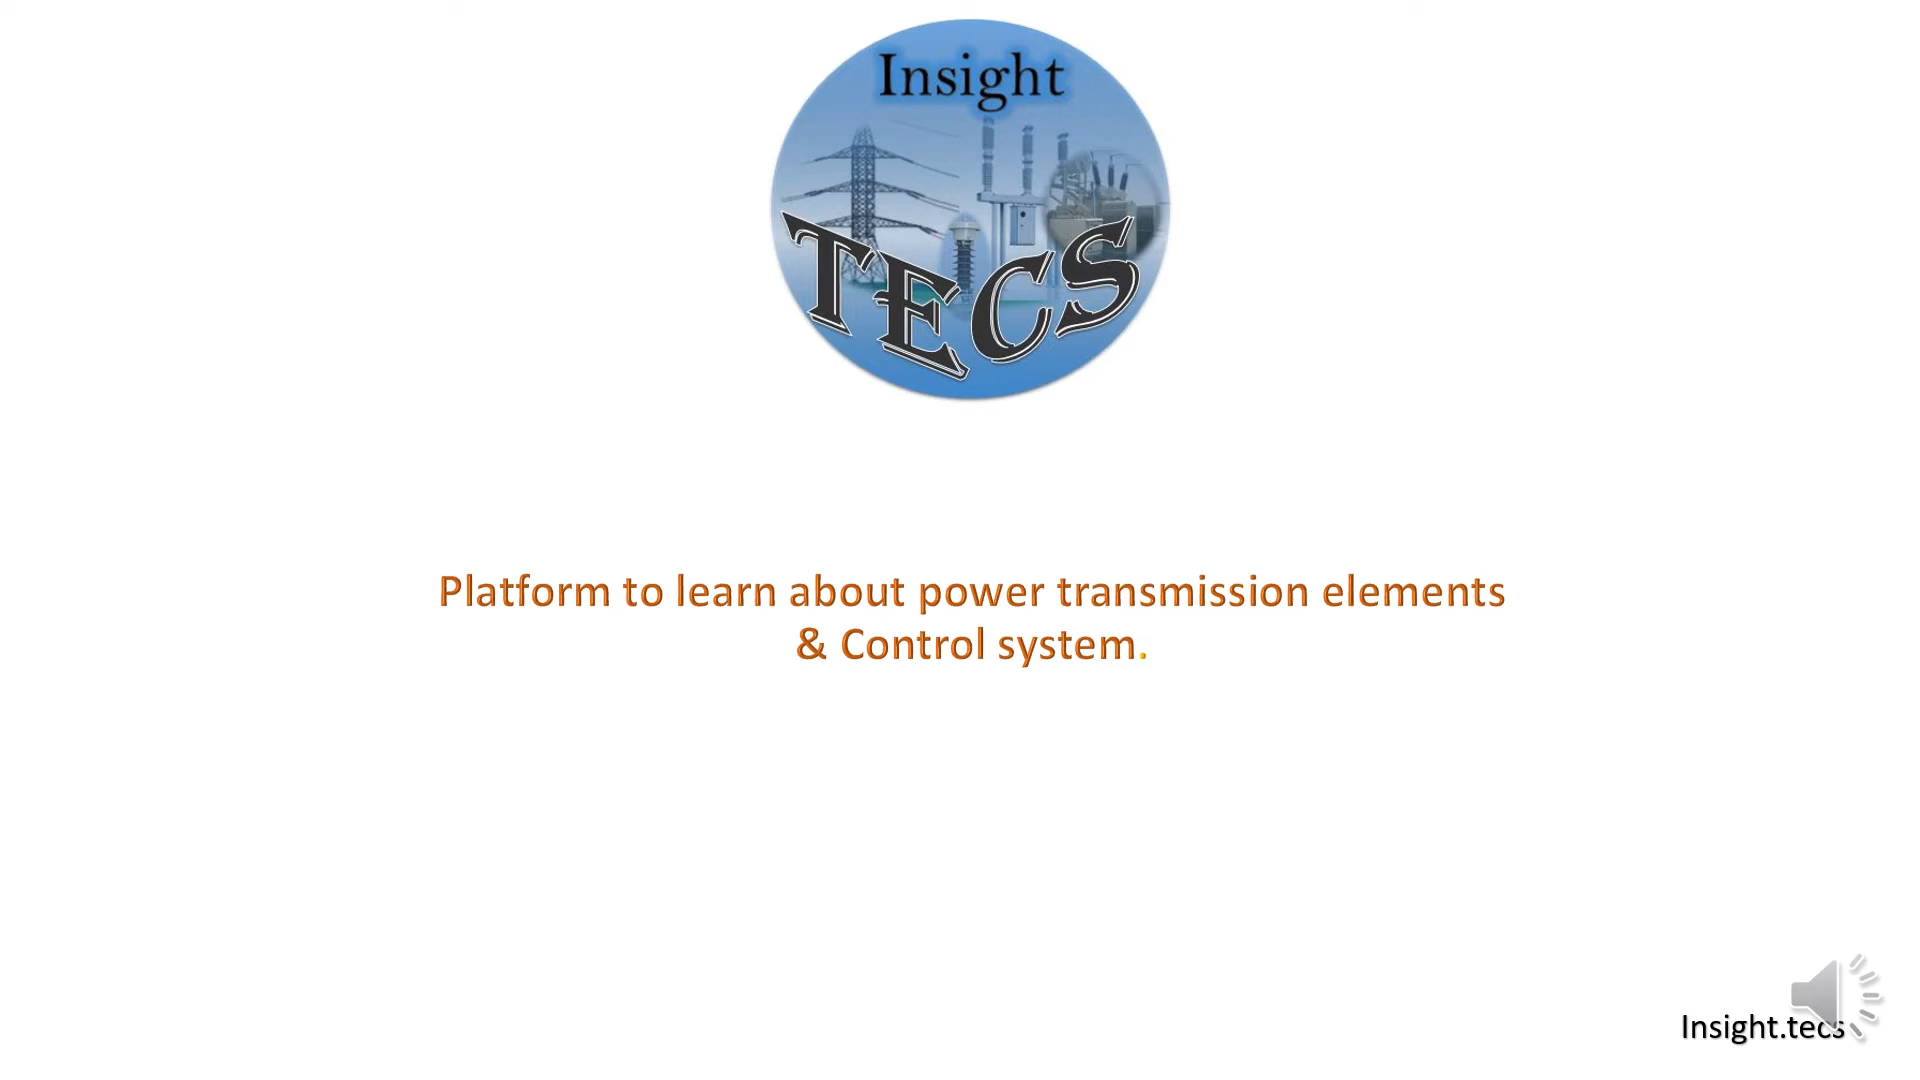 Insight
TECS
Platform to learn about power transmission elements
& Control system.
Insight.tecs